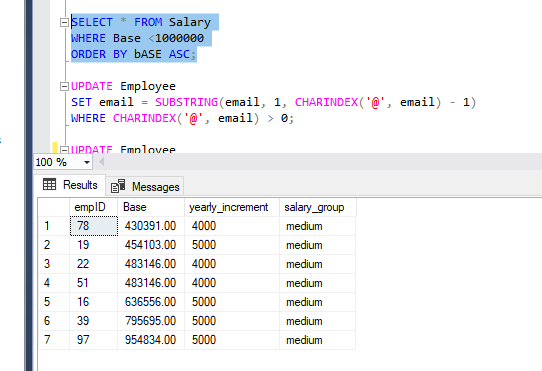 SELECT * FROM Salary
WHERE Base <1000000
ORDER BY bASE ASC;
UPDATE Employee
SET email = SUBSTRING(email, 1, CHARINDEX('@', email) - 1)
WHERE CHARINDEX('@', email) > 0;
UPDATE Employee
100 %
Results Messages
empID Base yearly_increment salary_group
1 78 430391.00 4000 medium
2 19 454103.00 5000 medium
3 22 483146.00 4000 medium
4 51 483146.00 4000 medium
5 16 636556.00 5000 medium
6 39 795695.00 5000 medium
7 97 954834.00 5000 medium